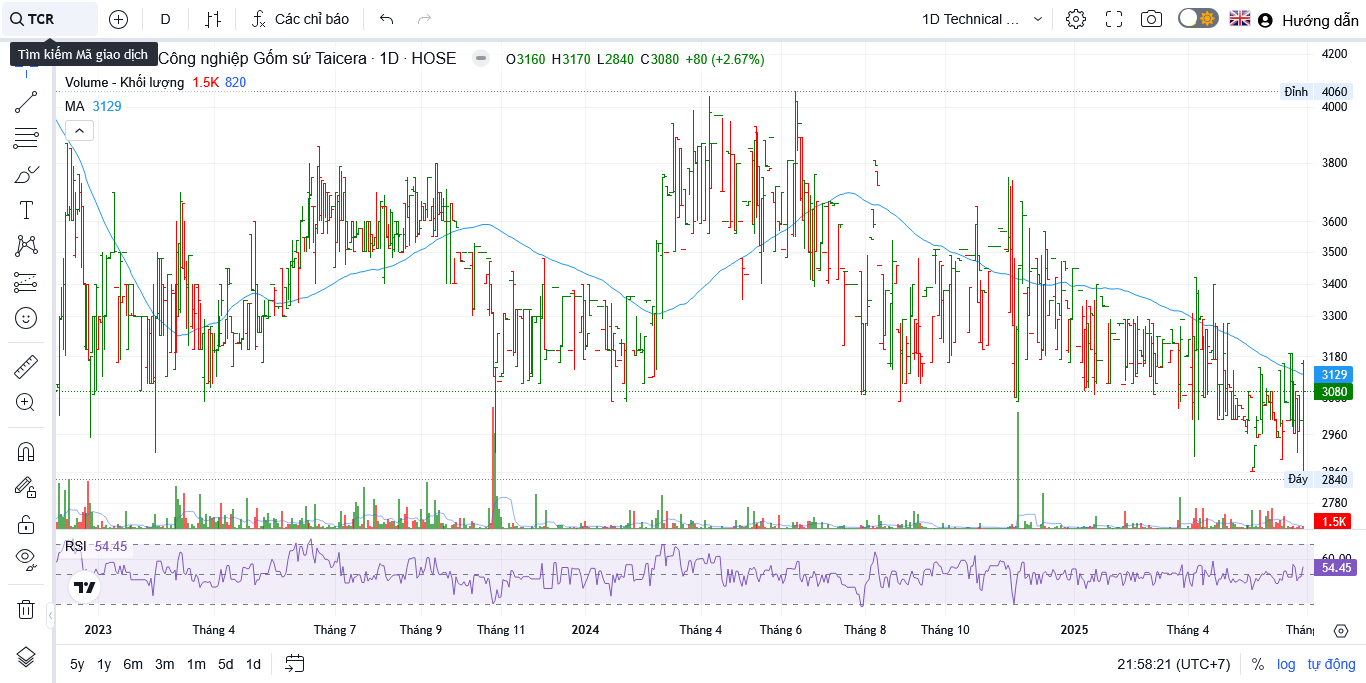 TCR
D
Các chỉ báo
1D Technical ...
Hướng dẫn
Tìm kiếm Mã giao dịch
Công nghiệp Gốm sứ Taicera · 1D · HOSE
O3160 H3170 L2840 C3080 +80 (+2.67%)
Volume - Khối lượng 1.5K 820
MA 3129
4200
Đỉnh 4060
4000
3800
3600
3500
3400
3300
3180
3129
3080
2960
2860
Đáy 2840
2780
1.5K
RSI 54.45
60.00
54.45
2023
Tháng 4
Tháng 7
Tháng 9
Tháng 11
2024
Tháng 4
Tháng 6
Tháng 8
Tháng 10
2025
Tháng 4
Thán
5y 1y 6m 3m 1m 5d 1d
21:58:21 (UTC+7)
% log tự động